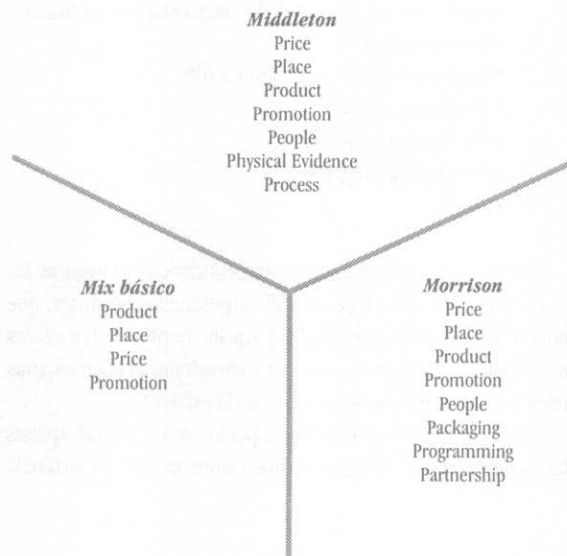 Middleton
Price
Place
Product
Promotion
People
Physical Evidence
Process
Mix básico
Product
Place
Price
Promotion
Morrison
Price
Place
Product
Promotion
People
Packaging
Programming
Partnership